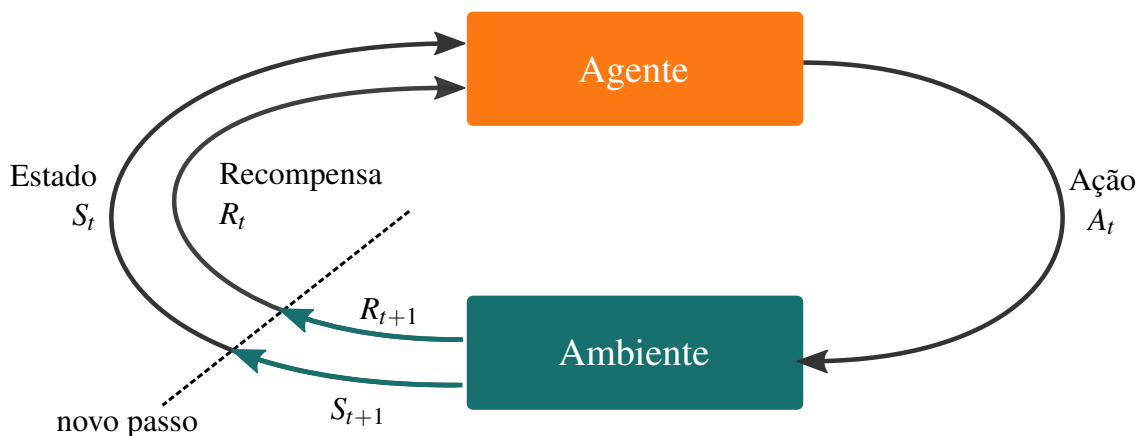 Agente
Estado
S_t
Recompensa
R_t
Ação
A_t
R_{t+1}
Ambiente
S_{t+1}
novo passo